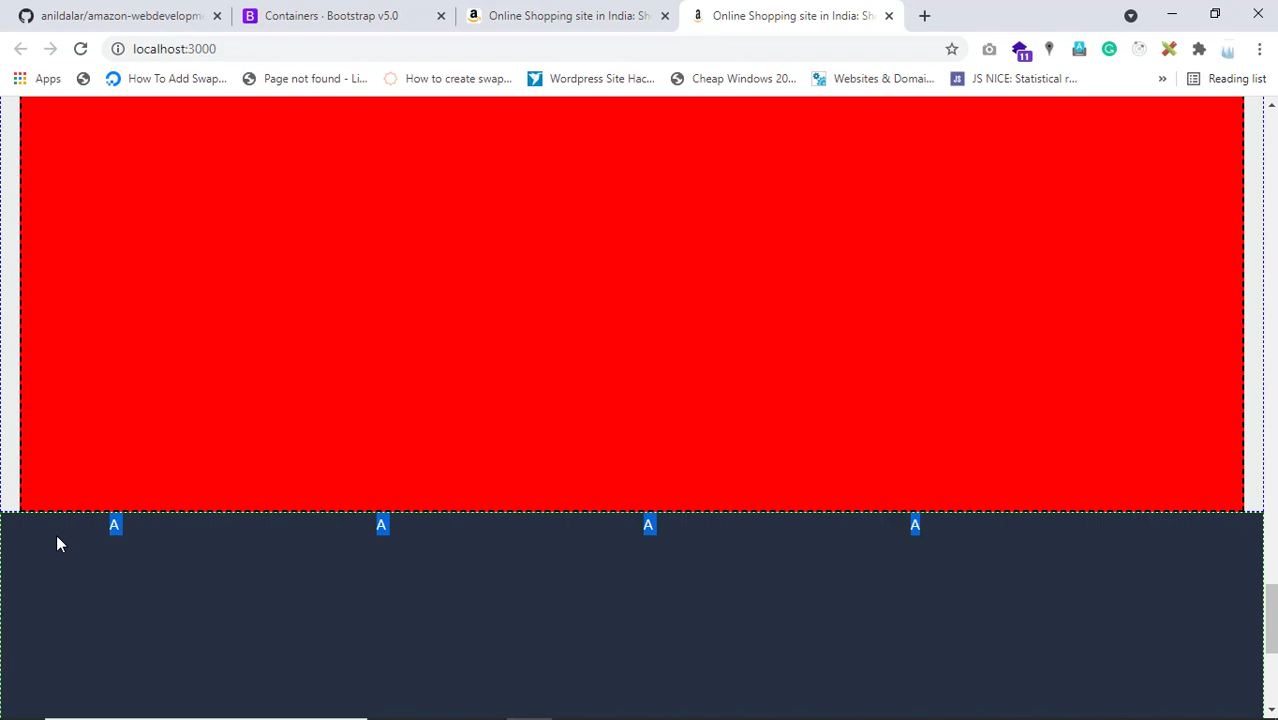 anildalar/amazon-webdevelopm
Containers · Bootstrap v5.0
Online Shopping site in India: Sh
Online Shopping site in India: Sh
localhost:3000
11
Apps
How To Add Swap...
Page not found - Li...
How to create swap...
Wordpress Site Hac...
Cheap Windows 20...
Websites & Domai...
JS NICE: Statistical r...
»
Reading list
A A A A